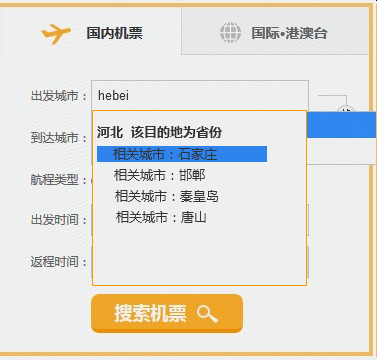 国内机票
国际·港澳台
出发城市： hebei
河北 该目的地为省份
到达城市：
相关城市：石家庄
相关城市：邯郸
航程类型：
相关城市：秦皇岛
出发时间：
相关城市：唐山
返程时间：
搜索机票